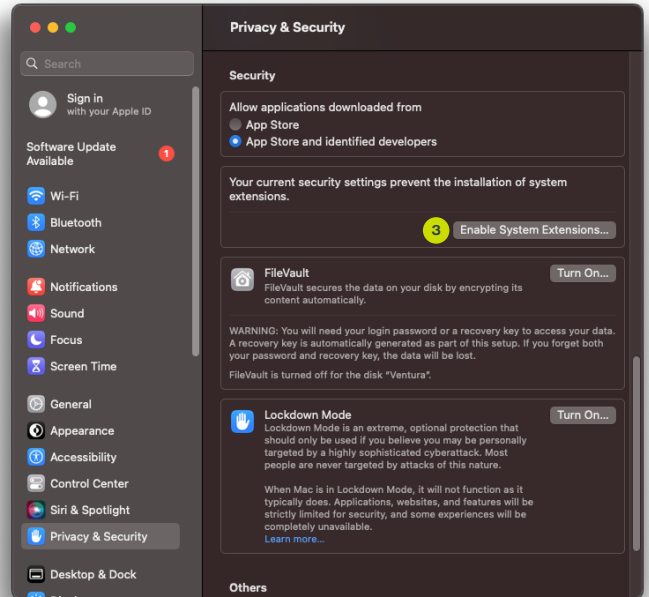 Privacy & Security
Search
Sign in
with your Apple ID
Software Update
Available
1
Wi-Fi
Bluetooth
Network
Notifications
Sound
Focus
Screen Time
General
Appearance
Accessibility
Control Center
Siri & Spotlight
Privacy & Security
Desktop & Dock
Security
Allow applications downloaded from
App Store
App Store and identified developers
Your current security settings prevent the installation of system
extensions.
3
Enable System Extensions...
FileVault
Turn On...
FileVault secures the data on your disk by encrypting its
content automatically.
WARNING: You will need your login password or a recovery key to access your data.
A recovery key is automatically generated as part of this setup. If you forget both
your password and recovery key, the data will be lost.
FileVault is turned off for the disk “Ventura”.
Lockdown Mode
Turn On...
Lockdown Mode is an extreme, optional protection that
should only be used if you believe you may be personally
targeted by a highly sophisticated cyberattack. Most
people are never targeted by attacks of this nature.
When Mac is in Lockdown Mode, it will not function as it
typically does. Applications, websites, and features will be
strictly limited for security, and some experiences will be
completely unavailable.
Learn more...
Others